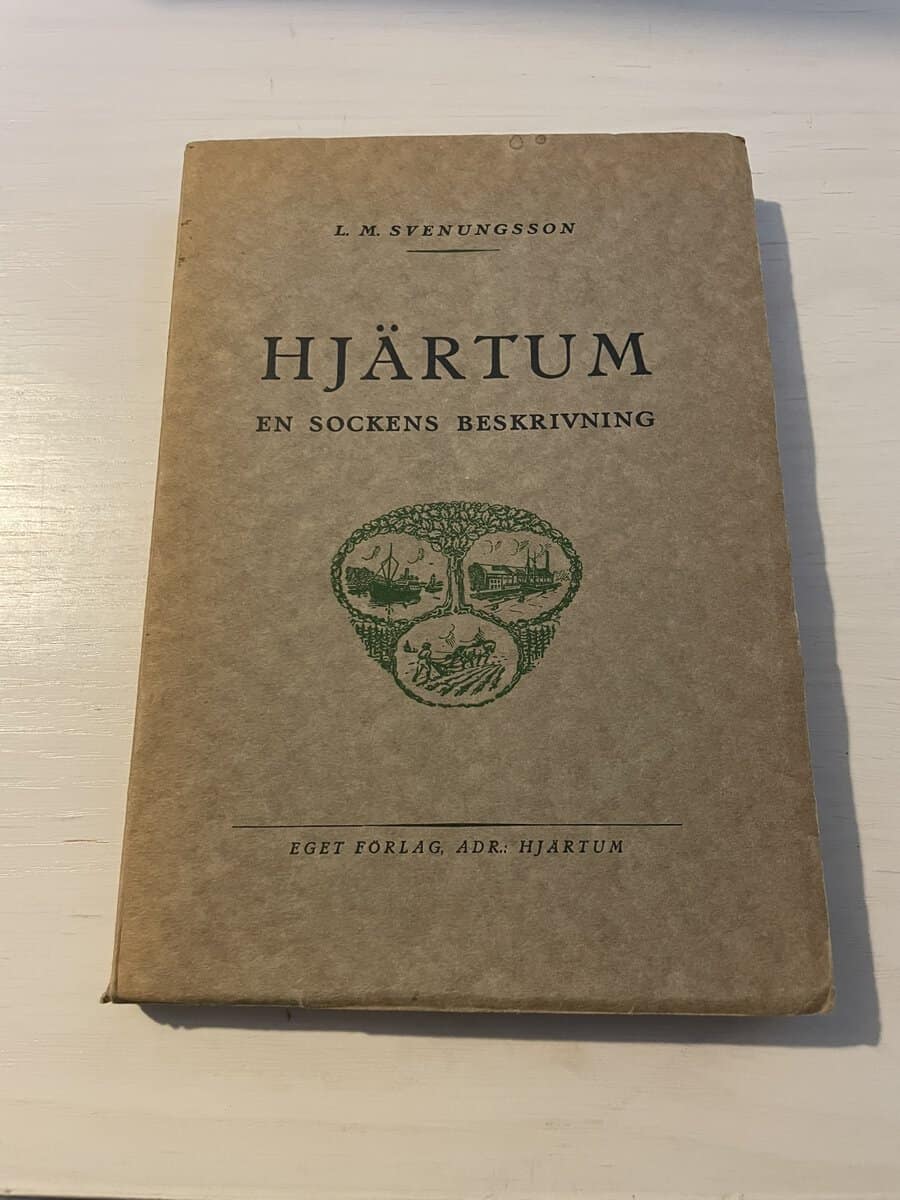 L. M. SVENUNGSSON
HJÄRTUM
EN SOCKENS BESKRIVNING
EGET FÖRLAG, ADR.: HJÄRTUM